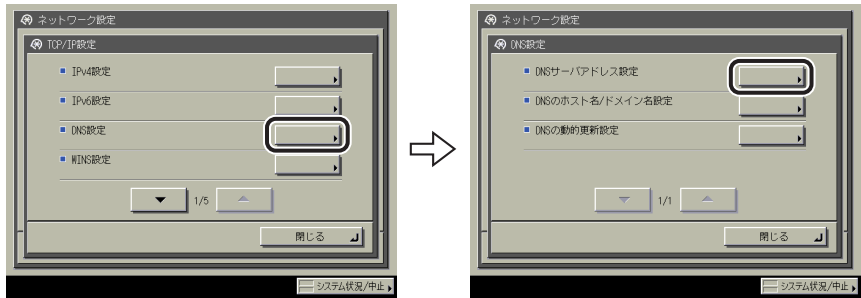 ネットワーク設定
TCP/IP設定
IPv4設定
IPv6設定
DNS設定
WINS設定
1/5
閉じる
システム状況/中止
ネットワーク設定
DNS設定
DNSサーバアドレス設定
DNSのホスト名/ドメイン名設定
DNSの動的更新設定
1/1
閉じる
システム状況/中止